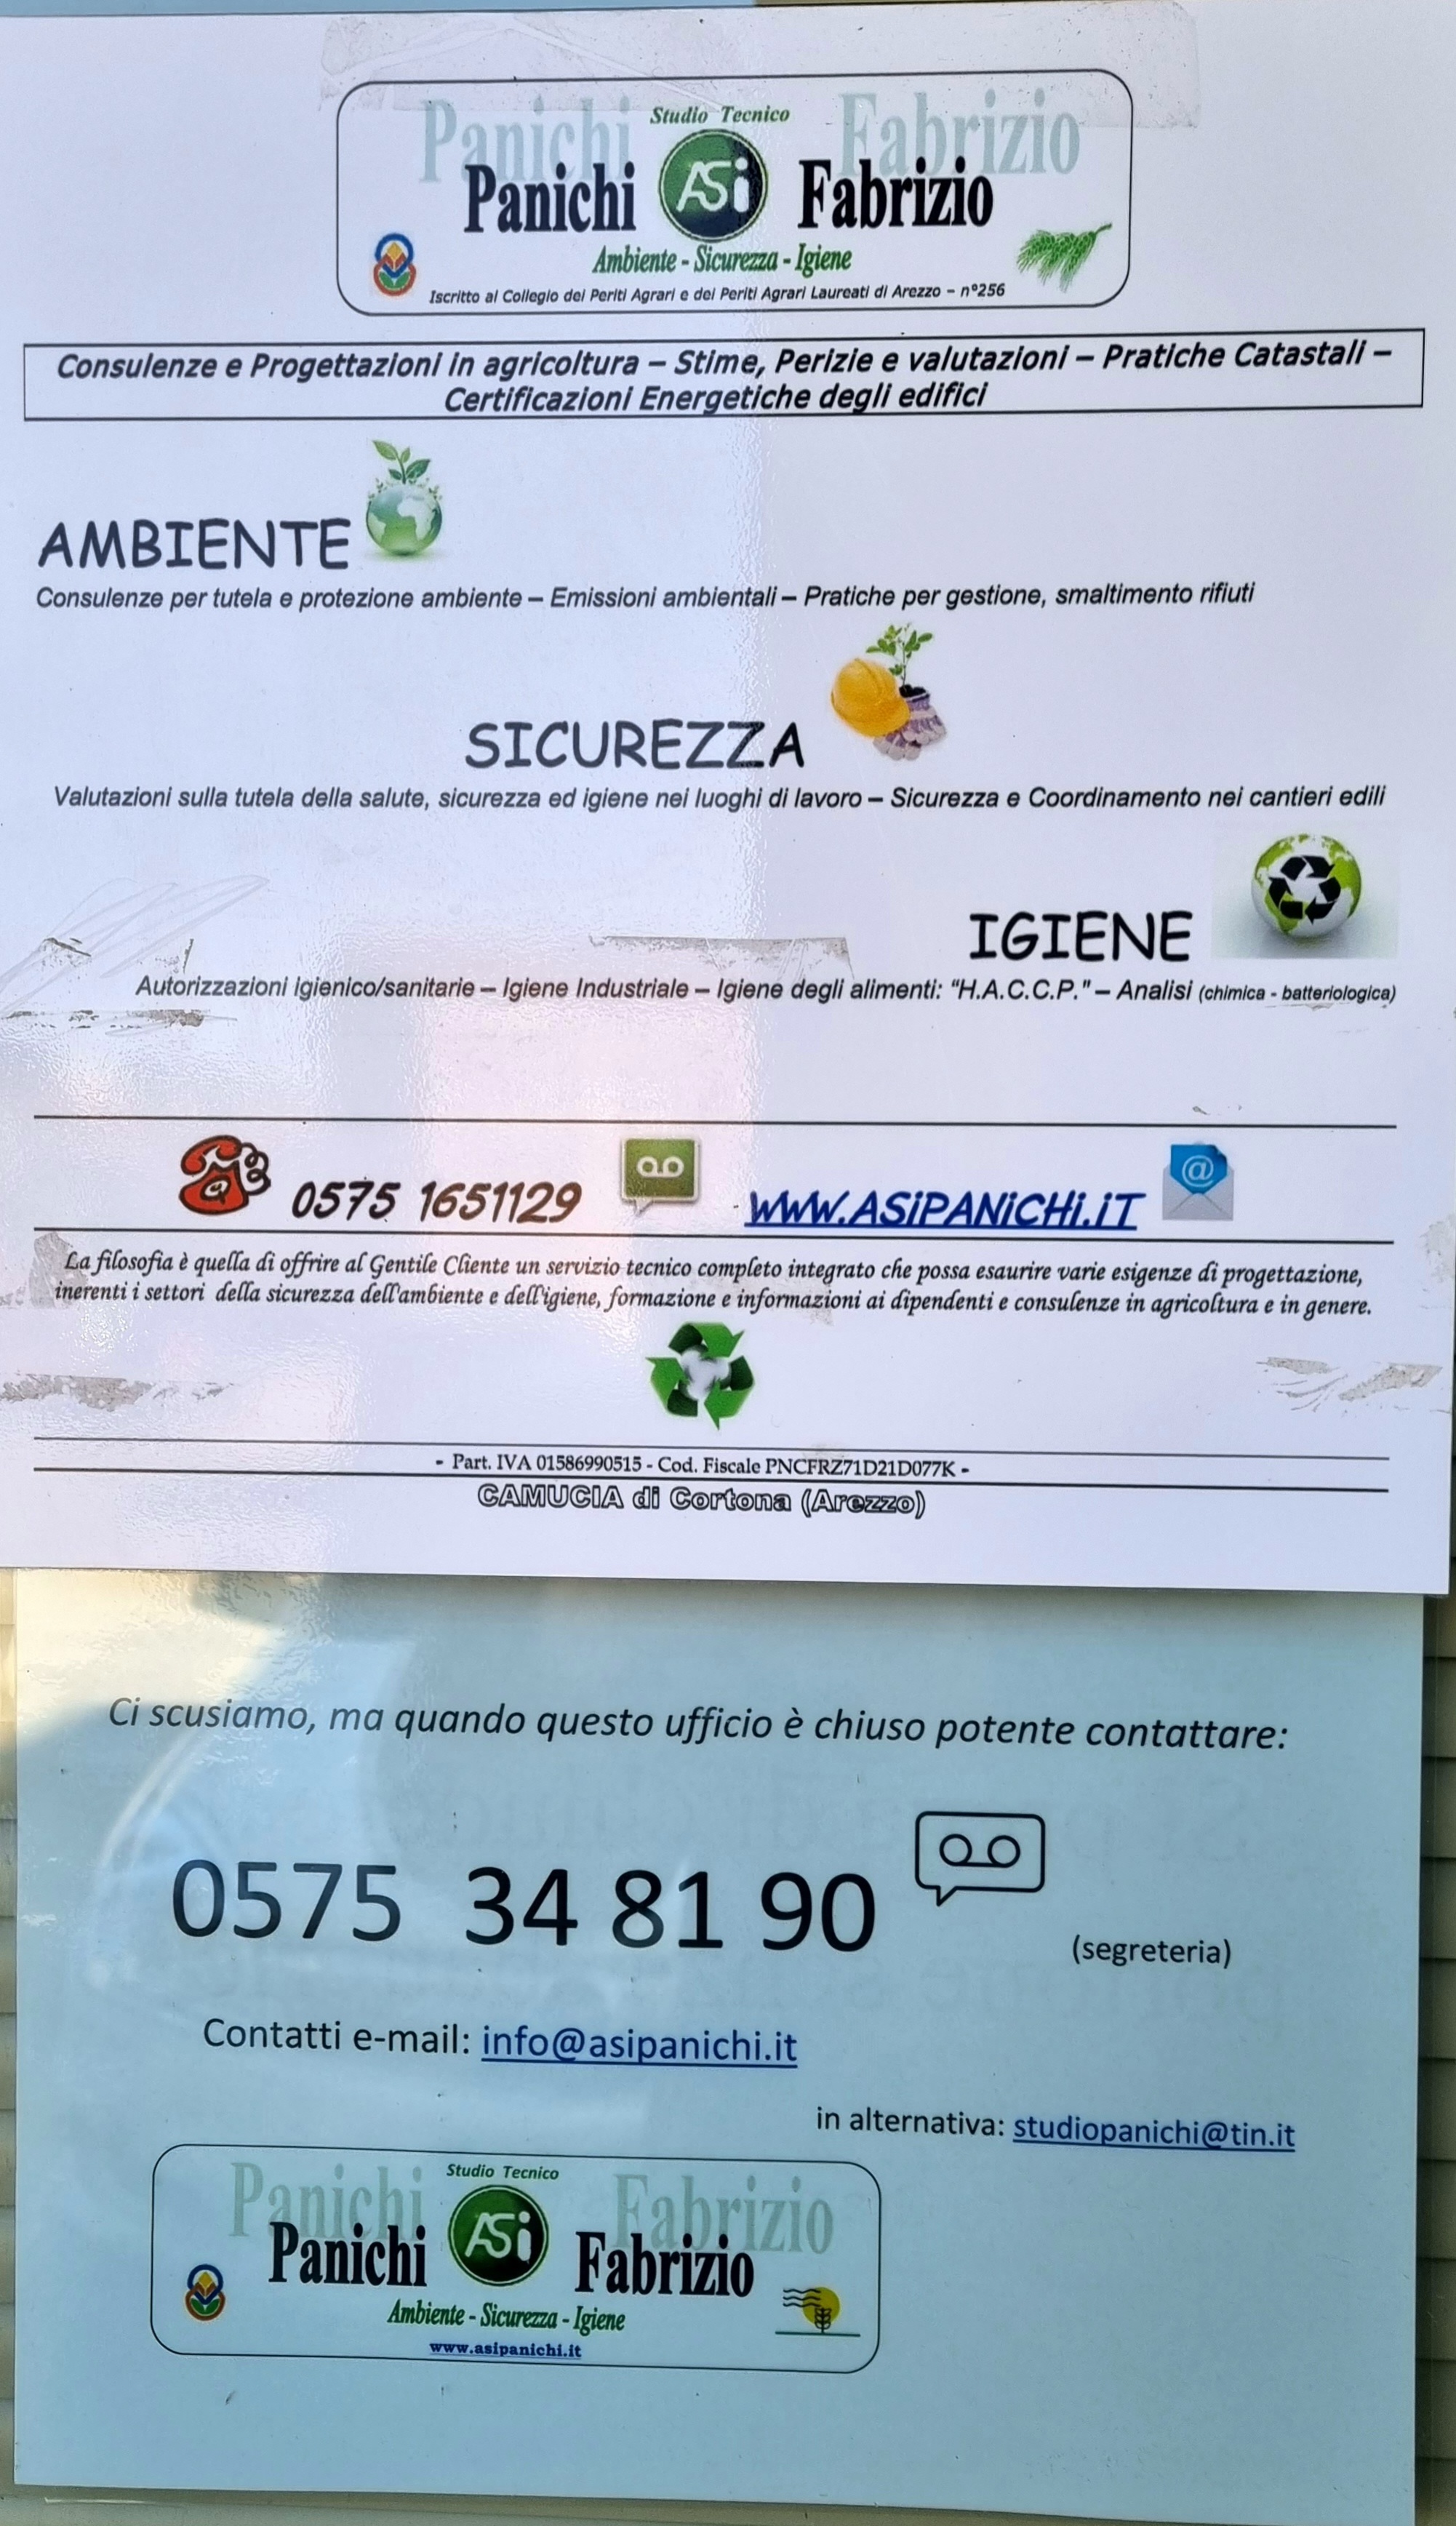 Panichi Fabrizio
Studio Tecnico
Panichi ASi Fabrizio
Ambiente - Sicurezza - Igiene
Iscritto al Collegio dei Periti Agrari e dei Periti Agrari Laureati di Arezzo - n°256
Consulenze e Progettazioni in agricoltura – Stime, Perizie e valutazioni – Pratiche Catastali –
Certificazioni Energetiche degli edifici
AMBIENTE
Consulenze per tutela e protezione ambiente – Emissioni ambientali – Pratiche per gestione, smaltimento rifiuti
SICUREZZA
Valutazioni sulla tutela della salute, sicurezza ed igiene nei luoghi di lavoro – Sicurezza e Coordinamento nei cantieri edili
IGIENE
Autorizzazioni igienico/sanitarie – Igiene Industriale – Igiene degli alimenti: "H.A.C.C.P." – Analisi (chimica - batteriologica)
0575 1651129 WWW.ASiPANiCHi.iT @
La filosofia è quella di offrire al Gentile Cliente un servizio tecnico completo integrato che possa esaurire varie esigenze di progettazione,
inerenti i settori della sicurezza dell'ambiente e dell'igiene, formazione e informazioni ai dipendenti e consulenze in agricoltura e in genere.
- Part. IVA 01586990515 - Cod. Fiscale PNCFRZ71D21D077K -
CAMUCIA di Cortona (Arezzo)
Ci scusiamo, ma quando questo ufficio è chiuso potente contattare:
0575 34 81 90
(segreteria)
Contatti e-mail: info@asipanichi.it
in alternativa: studiopanichi@tin.it
Panichi Fabrizio
Studio Tecnico
Panichi ASi Fabrizio
Ambiente - Sicurezza - Igiene
www.asipanichi.it